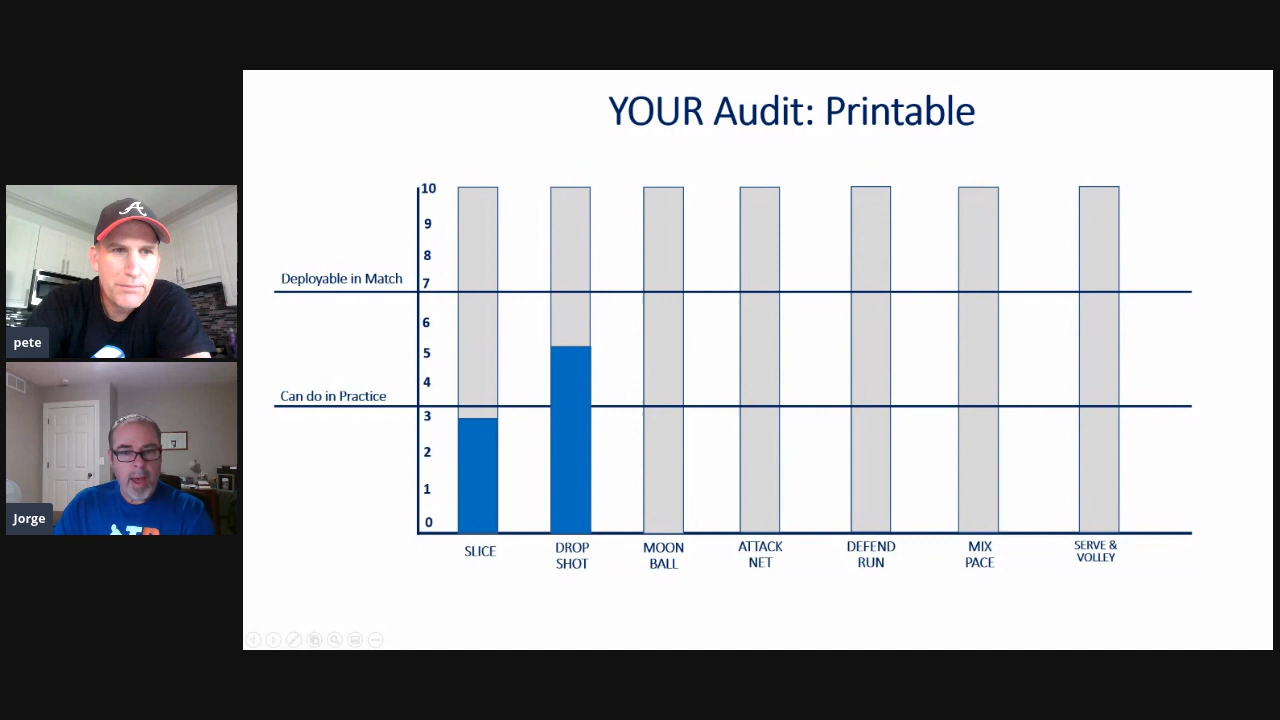 YOUR Audit: Printable
10
9
8
Deployable in Match
7
6
5
4
Can do in Practice
3
2
1
0
SLICE
DROP
SHOT
MOON
BALL
ATTACK
NET
DEFEND
RUN
MIX
PACE
SERVE &
VOLLEY
pete
Jorge
A